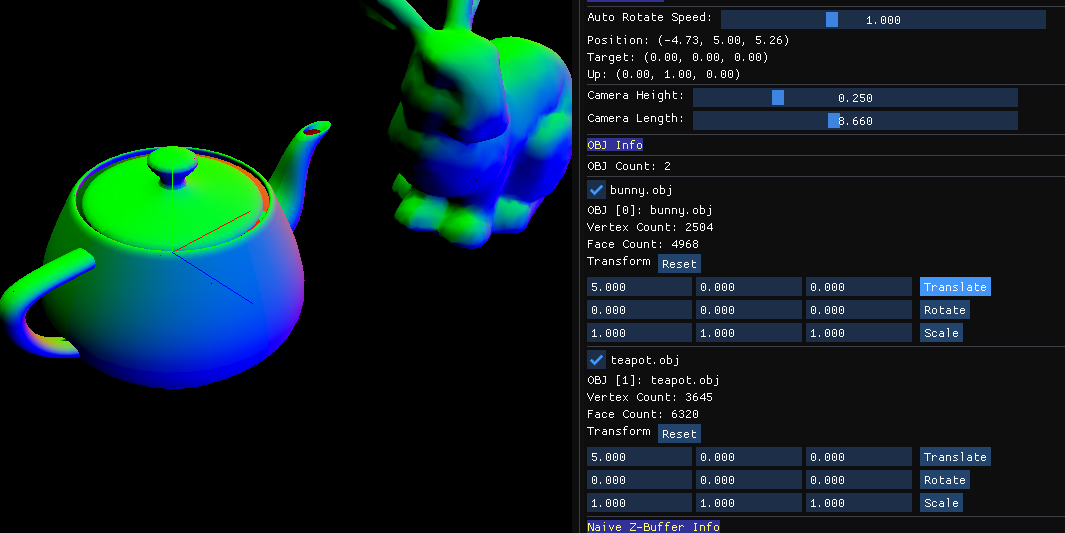 Auto Rotate Speed: 1.000
Position: (-4.73, 5.00, 5.26)
Target: (0.00, 0.00, 0.00)
Up: (0.00, 1.00, 0.00)
Camera Height: 0.250
Camera Length: 8.660
OBJ Info
OBJ Count: 2
bunny.obj
OBJ [0]: bunny.obj
Vertex Count: 2504
Face Count: 4968
Transform Reset
5.000 0.000 0.000 Translate
0.000 0.000 0.000 Rotate
1.000 1.000 1.000 Scale
teapot.obj
OBJ [1]: teapot.obj
Vertex Count: 3645
Face Count: 6320
Transform Reset
5.000 0.000 0.000 Translate
0.000 0.000 0.000 Rotate
1.000 1.000 1.000 Scale
Naive Z-Buffer Info